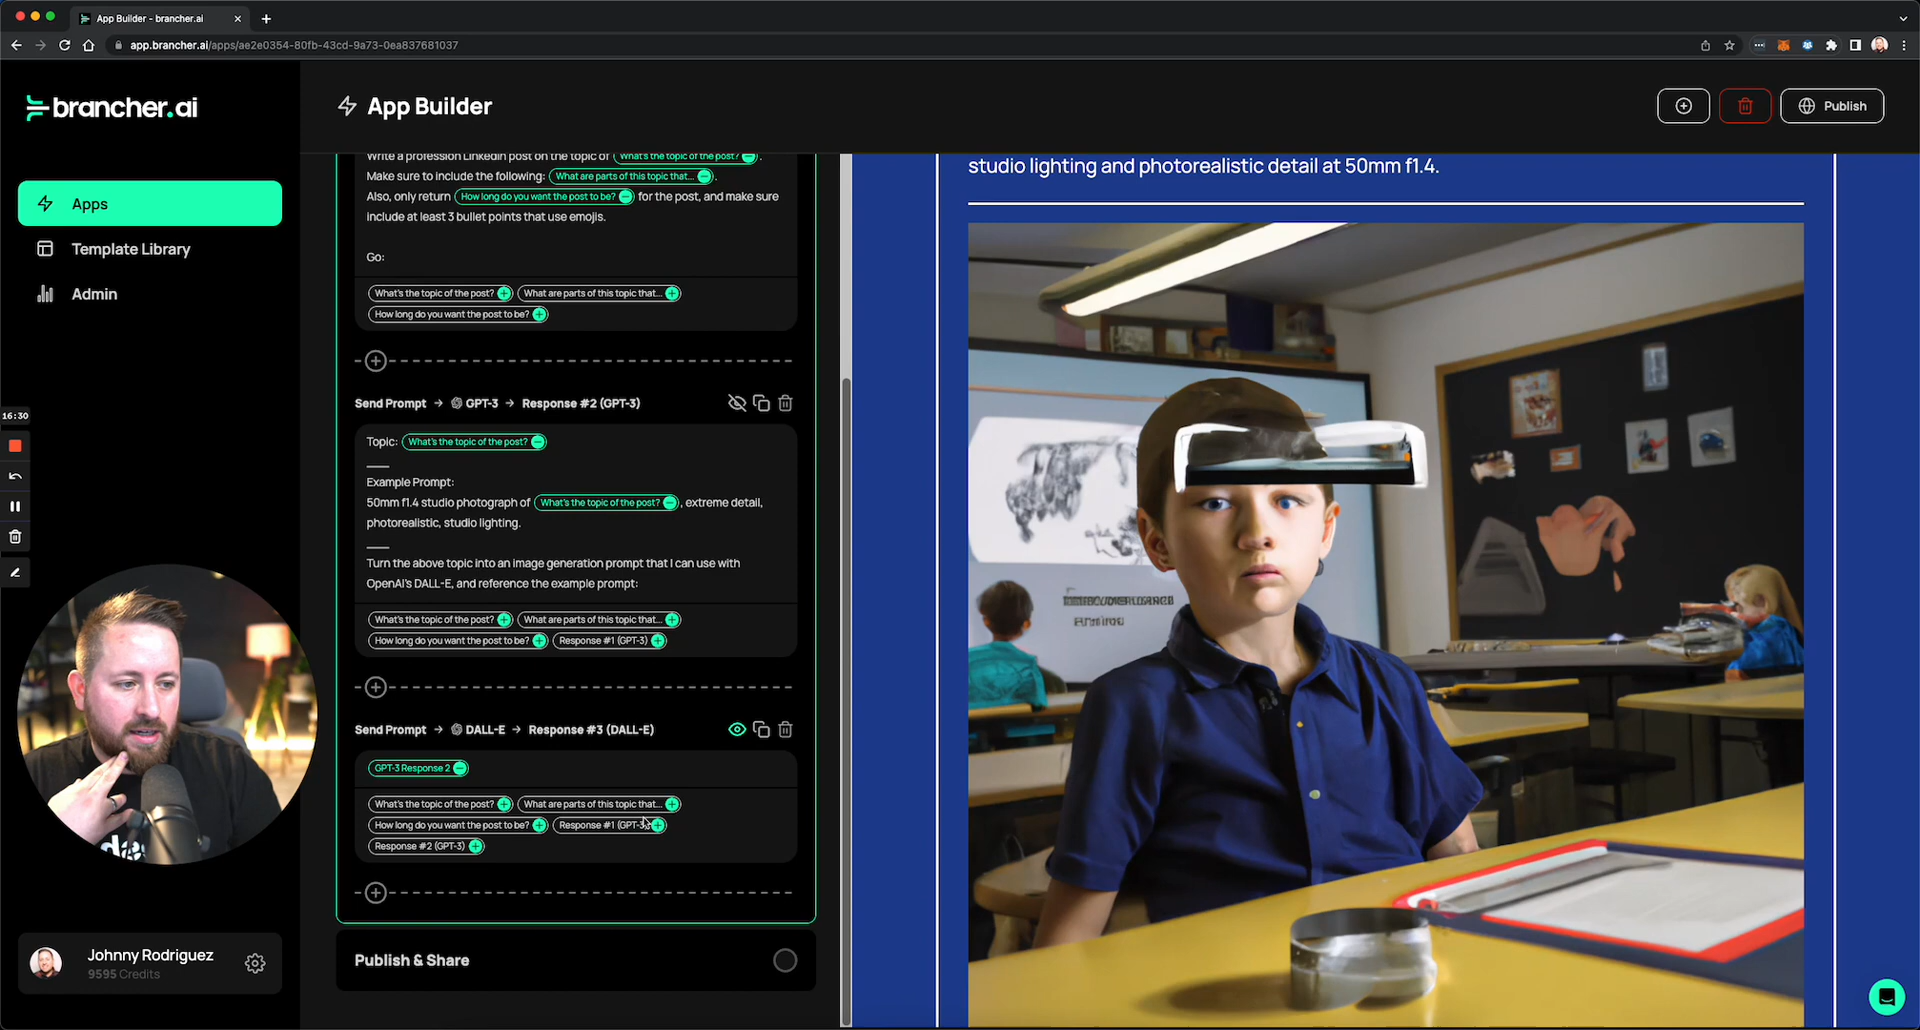 App Builder - brancher.ai
app.brancher.ai/apps/ae2e0354-80fb-43cd-9a73-0ea837681037
brancher.ai
App Builder
Publish
Apps
Template Library
Admin
16:30
Johnny Rodriguez
9595 Credits
Write a profession Linkedin post on the topic of What's the topic of the post? .
Make sure to include the following: What are parts of this topic that... .
Also, only return How long do you want the post to be? for the post, and make sure
include at least 3 bullet points that use emojis.
Go:
What's the topic of the post? What are parts of this topic that...
How long do you want the post to be?
Send Prompt → GPT-3 → Response #2 (GPT-3)
Topic: What's the topic of the post?
Example Prompt:
50mm f1.4 studio photograph of What's the topic of the post? , extreme detail,
photorealistic, studio lighting.
Turn the above topic into an image generation prompt that I can use with
OpenAI's DALL-E, and reference the example prompt:
What's the topic of the post? What are parts of this topic that...
How long do you want the post to be? Response #1 (GPT-3)
Send Prompt → DALL-E → Response #3 (DALL-E)
GPT-3 Response 2
What's the topic of the post? What are parts of this topic that...
How long do you want the post to be? Response #1 (GPT-3)
Response #2 (GPT-3)
Publish & Share
studio lighting and photorealistic detail at 50mm f1.4.